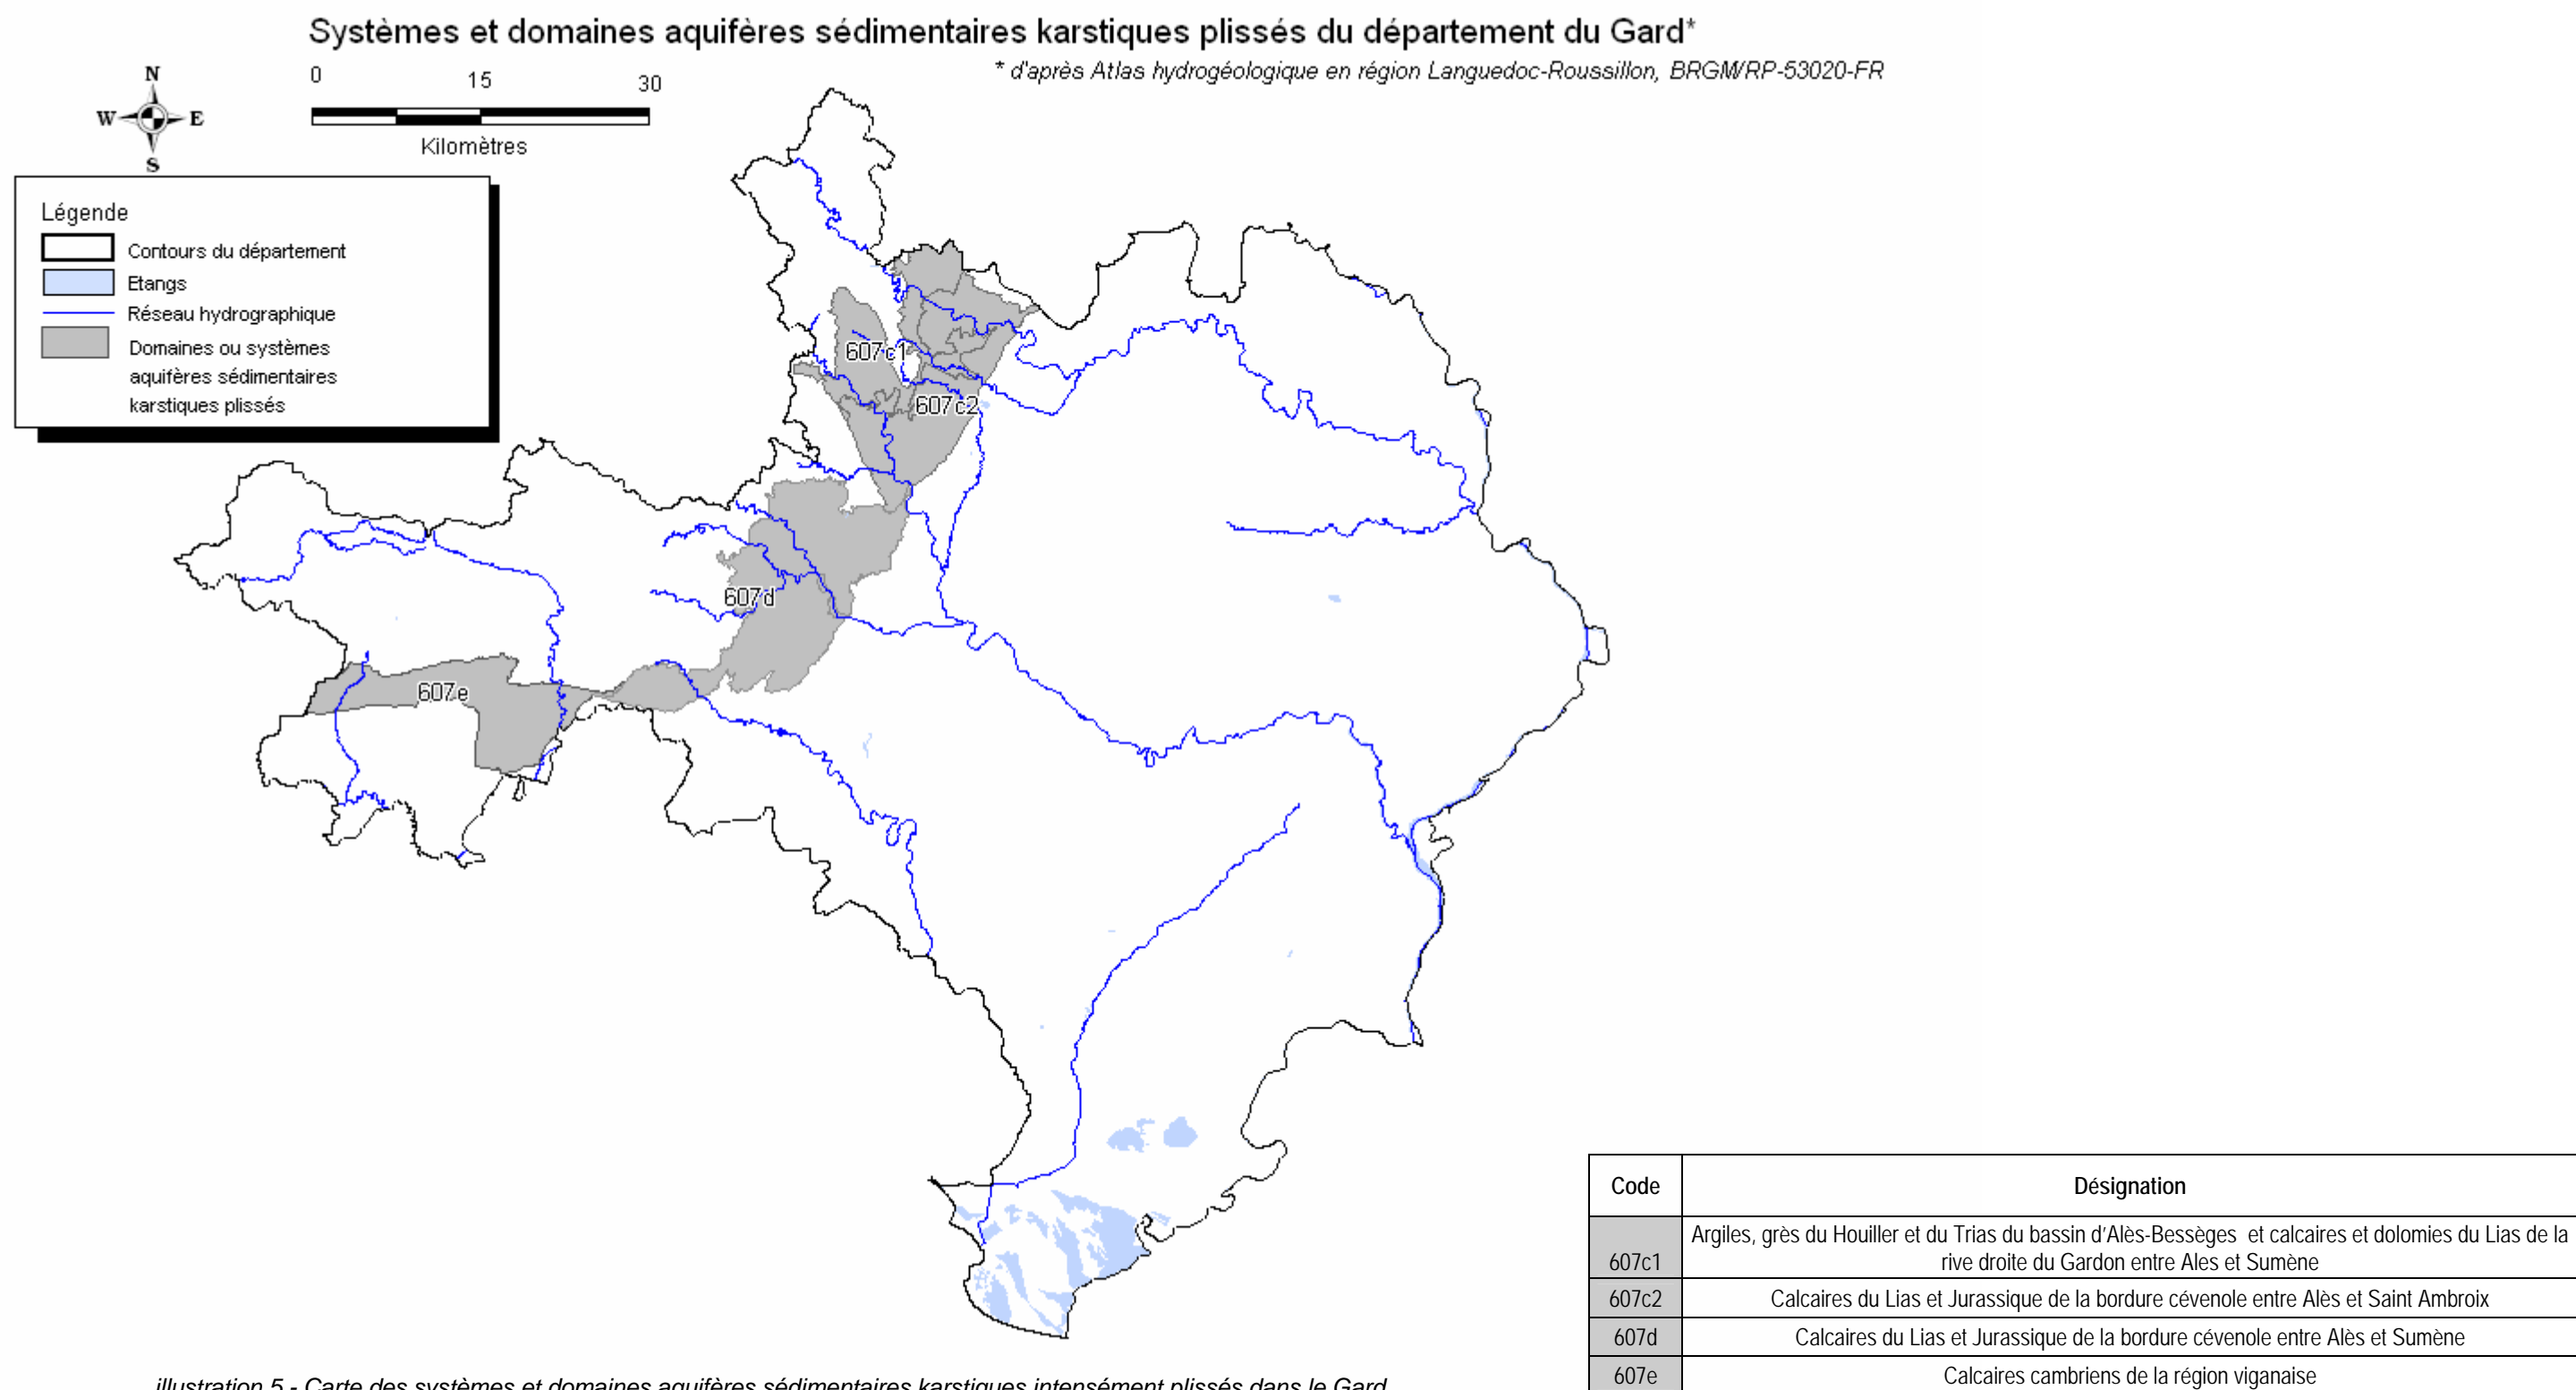 Systèmes et domaines aquifères sédimentaires karstiques plissés du département du Gard*
* d'après Atlas hydrogéologique en région Languedoc-Roussillon, BRGM/RP-53020-FR
N
W E
S
0 15 30
Kilomètres
Légende
Contours du département
Etangs
Réseau hydrographique
Domaines ou systèmes
aquifères sédimentaires
karstiques plissés
607c1
607c2
607d
607e
Code Désignation
607c1 Argiles, grès du Houiller et du Trias du bassin d'Alès-Bessèges et calcaires et dolomies du Lias de la
rive droite du Gardon entre Ales et Sumène
607c2 Calcaires du Lias et Jurassique de la bordure cévenole entre Alès et Saint Ambroix
607d Calcaires du Lias et Jurassique de la bordure cévenole entre Alès et Sumène
607e Calcaires cambriens de la région viganaise
illustration 5 - Carte des systèmes et domaines aquifères sédimentaires karstiques intensément plissés dans le Gard